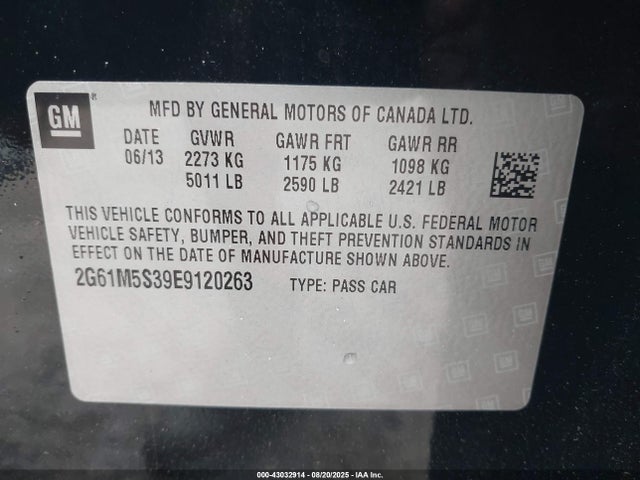 GM
MFD BY GENERAL MOTORS OF CANADA LTD.
DATE GVWR GAWR FRT GAWR RR
06/13 2273 KG 1175 KG 1098 KG
5011 LB 2590 LB 2421 LB
THIS VEHICLE CONFORMS TO ALL APPLICABLE U.S. FEDERAL MOTOR
VEHICLE SAFETY, BUMPER, AND THEFT PREVENTION STANDARDS IN
EFFECT ON THE DATE OF MANUFACTURE SHOWN ABOVE.
2G61M5S39E9120263 TYPE: PASS CAR
000-43032914 - 08/20/2025 - IAA Inc.